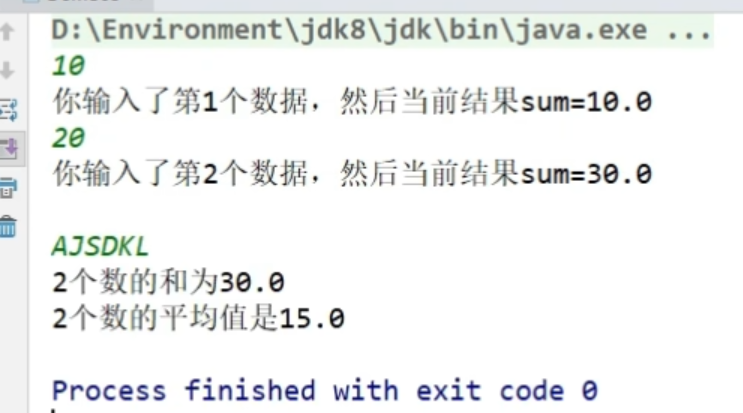 D:\Environment\jdk8\jdk\bin\java.exe ...
10
你输入了第1个数据，然后当前结果sum=10.0
20
你输入了第2个数据，然后当前结果sum=30.0
AJSDKL
2个数的和为30.0
2个数的平均值是15.0
Process finished with exit code 0